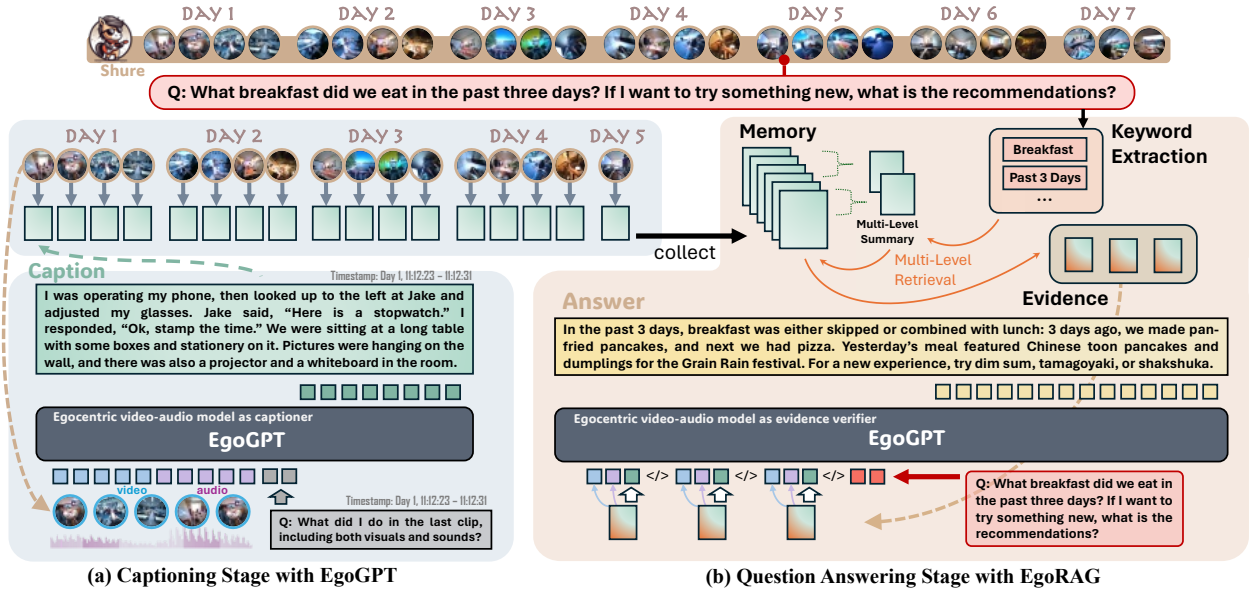 DAY 1 DAY 2 DAY 3 DAY 4 DAY 5 DAY 6 DAY 7
Shure
Q: What breakfast did we eat in the past three days? If I want to try something new, what is the recommendations?
DAY 1 DAY 2 DAY 3 DAY 4 DAY 5
collect
Memory
Multi-Level
Summary
Keyword
Extraction
Breakfast
Past 3 Days
...
Multi-Level
Retrieval
Evidence
Caption
Timestamp: Day 1, 11:12:23 – 11:12:31
I was operating my phone, then looked up to the left at Jake and
adjusted my glasses. Jake said, “Here is a stopwatch.” I
responded, “Ok, stamp the time.” We were sitting at a long table
with some boxes and stationery on it. Pictures were hanging on the
wall, and there was also a projector and a whiteboard in the room.
Egocentric video-audio model as captioner
EgoGPT
video audio
Timestamp: Day 1, 11:12:23 – 11:12:31
Q: What did I do in the last clip,
including both visuals and sounds?
(a) Captioning Stage with EgoGPT
Answer
In the past 3 days, breakfast was either skipped or combined with lunch: 3 days ago, we made pan-
fried pancakes, and next we had pizza. Yesterday’s meal featured Chinese toon pancakes and
dumplings for the Grain Rain festival. For a new experience, try dim sum, tamagoyaki, or shakshuka.
Egocentric video-audio model as evidence verifier
EgoGPT
</> </> </>
Q: What breakfast did we eat in
the past three days? If I want to
try something new, what is the
recommendations?
(b) Question Answering Stage with EgoRAG